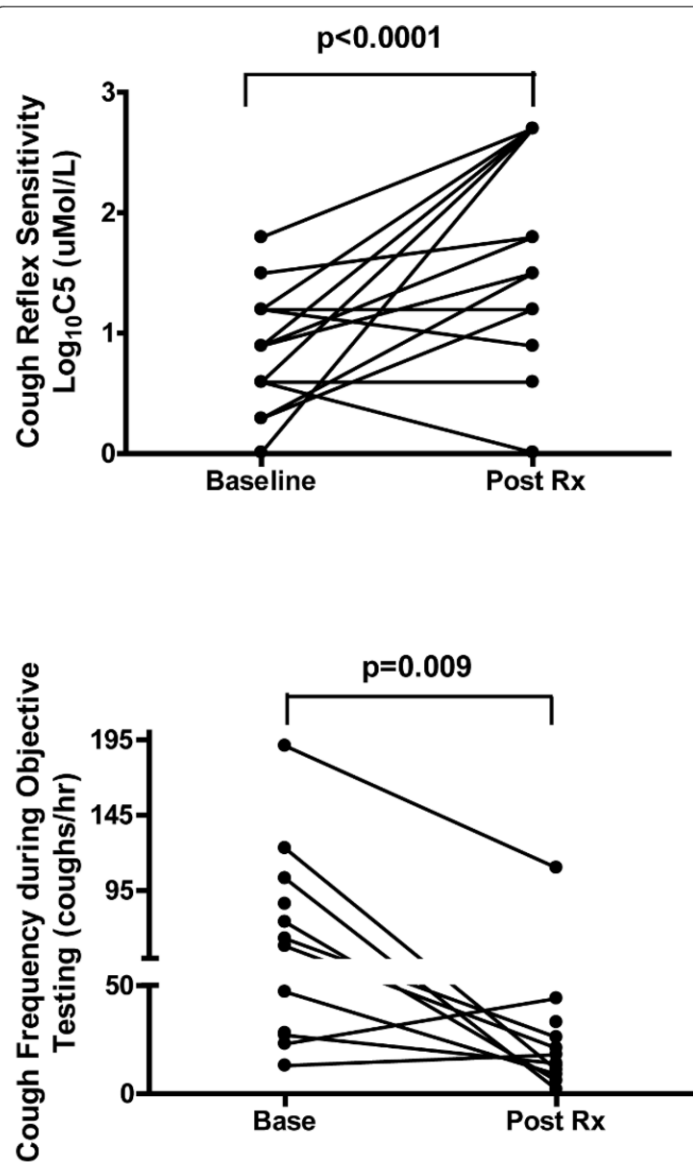 p<0.0001
Cough Reflex Sensitivity
Log10C5 (uMol/L)
3
2
1
0
Baseline
Post Rx
p=0.009
Cough Frequency during Objective
Testing (coughs/hr)
195
145
95
50
0
Base
Post Rx